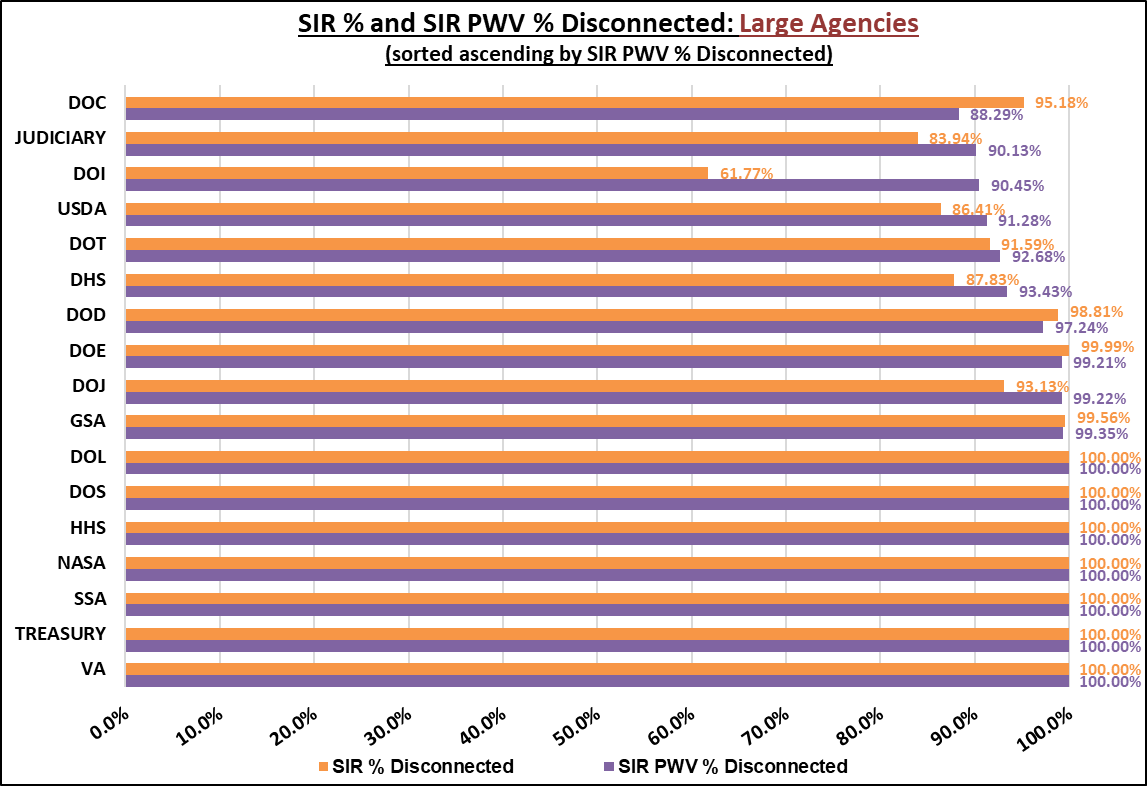 SIR % and SIR PWV % Disconnected: Large Agencies
(sorted ascending by SIR PWV % Disconnected)
DOC
95.18%
88.29%
JUDICIARY
83.94%
90.13%
DOI
61.77%
90.45%
USDA
86.41%
91.28%
DOT
91.59%
92.68%
DHS
87.83%
93.43%
DOD
98.81%
97.24%
DOE
99.99%
99.21%
DOJ
93.13%
99.22%
GSA
99.56%
99.35%
DOL
100.00%
100.00%
DOS
100.00%
100.00%
HHS
100.00%
100.00%
NASA
100.00%
100.00%
SSA
100.00%
100.00%
TREASURY
100.00%
100.00%
VA
100.00%
100.00%
0.0% 10.0% 20.0% 30.0% 40.0% 50.0% 60.0% 70.0% 80.0% 90.0% 100.0%
SIR % Disconnected SIR PWV % Disconnected